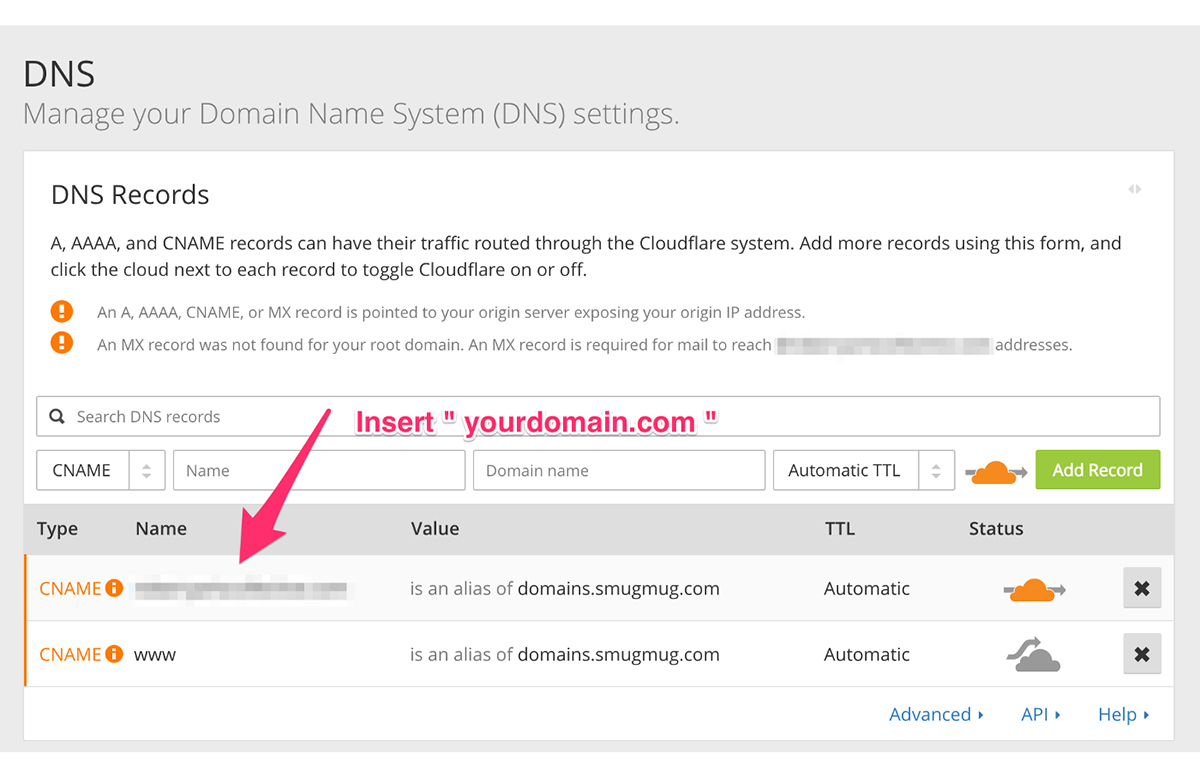 DNS
Manage your Domain Name System (DNS) settings.
DNS Records
A, AAAA, and CNAME records can have their traffic routed through the Cloudflare system. Add more records using this form, and
click the cloud next to each record to toggle Cloudflare on or off.
An A, AAAA, CNAME, or MX record is pointed to your origin server exposing your origin IP address.
An MX record was not found for your root domain. An MX record is required for mail to reach addresses.
Search DNS records
Insert " yourdomain.com "
CNAME Name Domain name Automatic TTL Add Record
Type Name Value TTL Status
CNAME is an alias of domains.smugmug.com Automatic
CNAME www is an alias of domains.smugmug.com Automatic
Advanced API Help